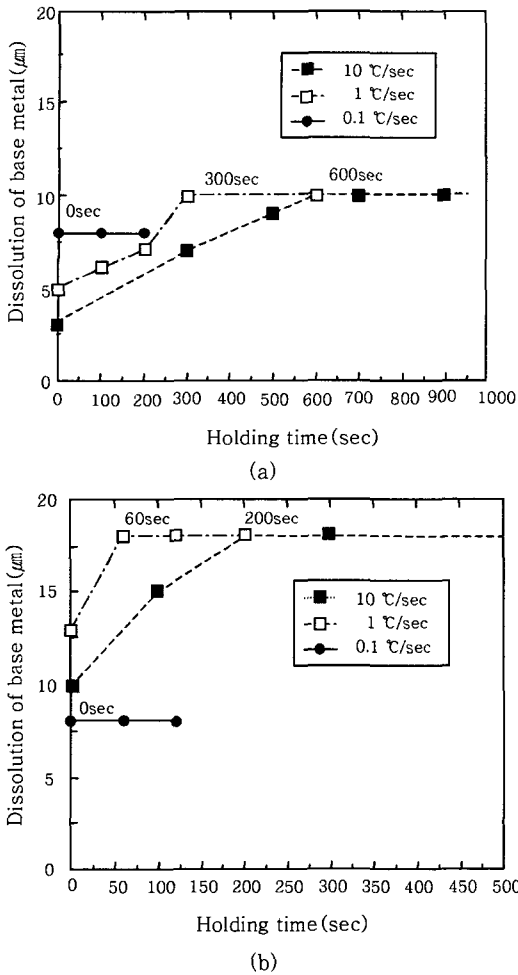 20
15
10
5
0
Dissolution of base metal(㎛)
10 ℃/sec
1 ℃/sec
0.1 ℃/sec
0sec
300sec
600sec
0 100 200 300 400 500 600 700 800 900 1000
Holding time(sec)
(a)
20
15
10
5
0
Dissolution of base metal(㎛)
60sec
200sec
10 ℃/sec
1 ℃/sec
0.1 ℃/sec
0sec
0 50 100 150 200 250 300 350 400 450 500
Holding time(sec)
(b)